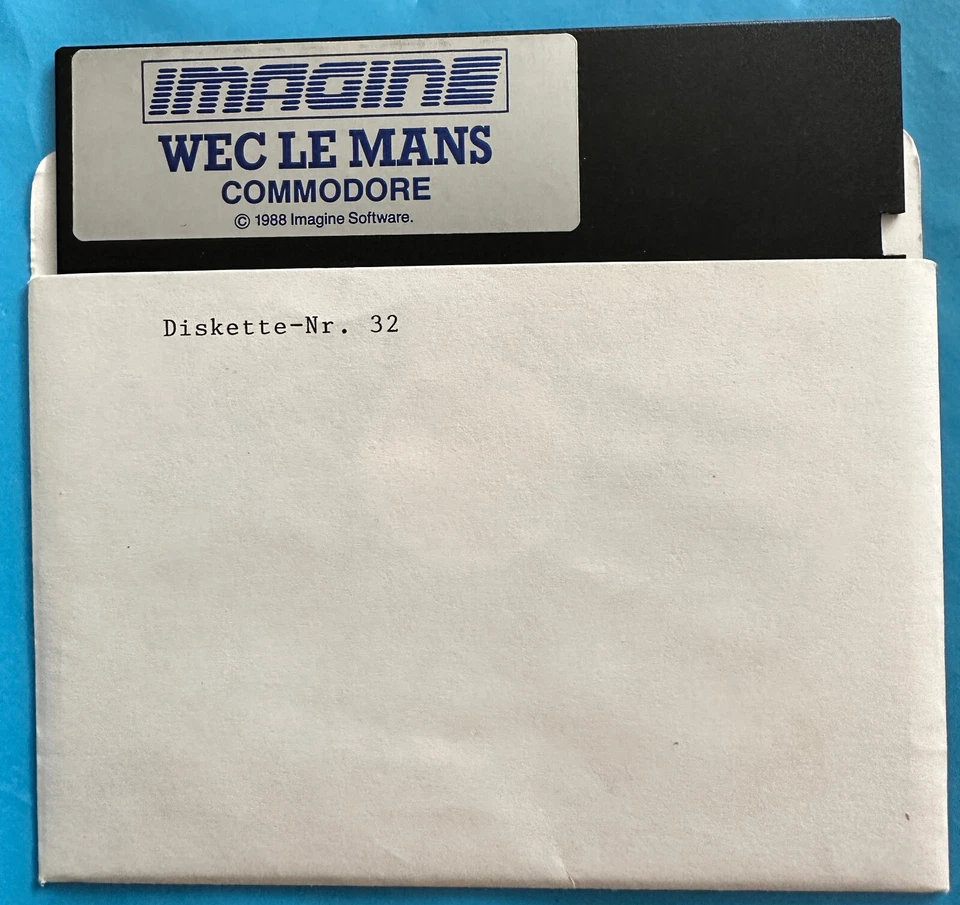 IMAGINE
WEC LE MANS
COMMODORE
© 1988 Imagine Software.
Diskette-Nr. 32